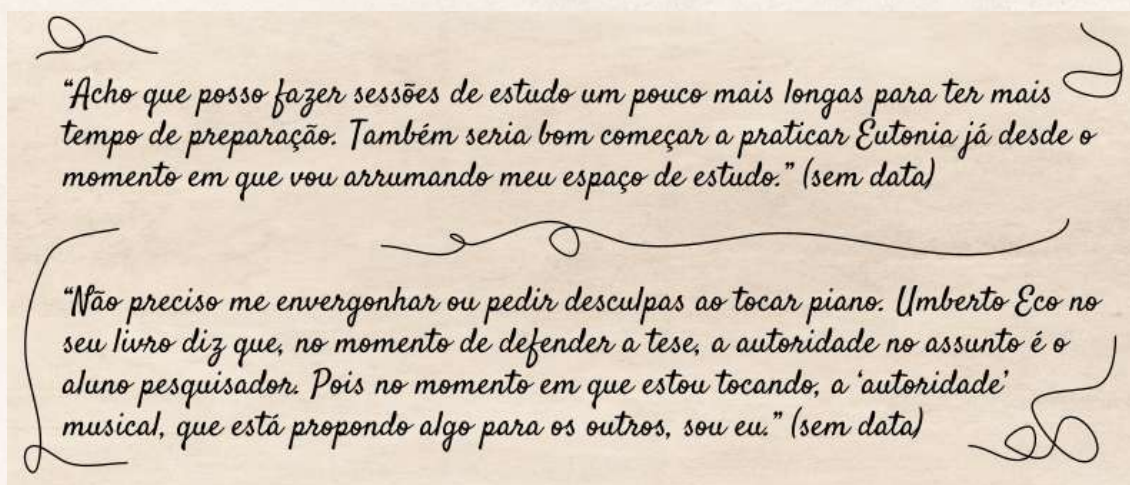 “Acho que posso fazer sessões de estudo um pouco mais longas para ter mais
tempo de preparação. Também seria bom começar a praticar Eutonia já desde o
momento em que vou arrumando meu espaço de estudo.” (sem data)
“Não preciso me envergonhar ou pedir desculpas ao tocar piano. Umberto Eco no
seu livro diz que, no momento de defender a tese, a autoridade no assunto é o
aluno pesquisador. Pois no momento em que estou tocando, a ‘autoridade’
musical, que está propondo algo para os outros, sou eu.” (sem data)